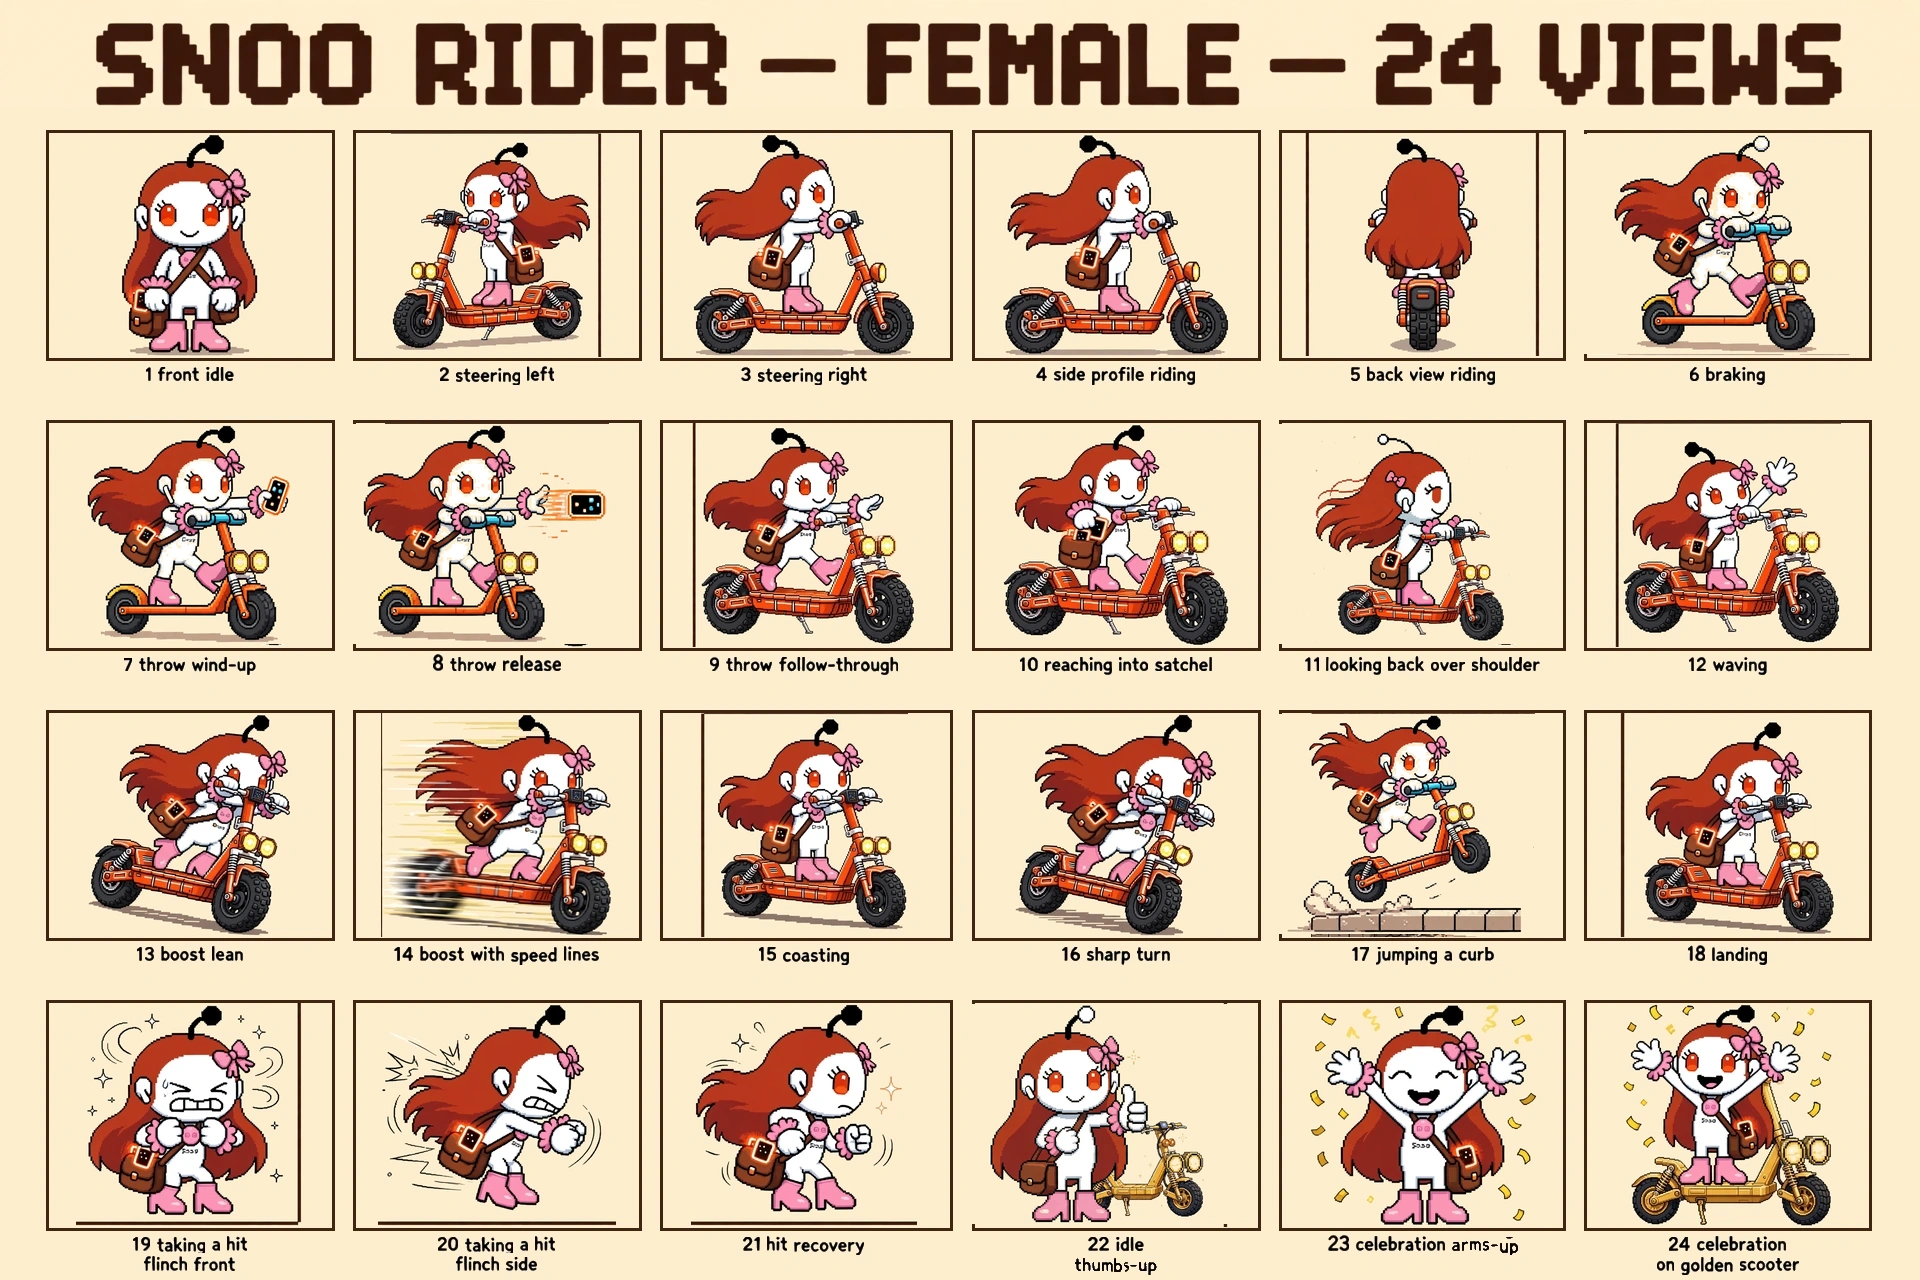 SNOO RIDER — FEMALE — 24 VIEWS
1 front idle
2 steering left
3 steering right
4 side profile riding
5 back view riding
6 braking
7 throw wind-up
8 throw release
9 throw follow-through
10 reaching into satchel
11 looking back over shoulder
12 waving
13 boost lean
14 boost with speed lines
15 coasting
16 sharp turn
17 jumping a curb
18 landing
19 taking a hit
flinch front
20 taking a hit
flinch side
21 hit recovery
22 idle
thumbs-up
23 celebration arms-up
24 celebration
on golden scooter